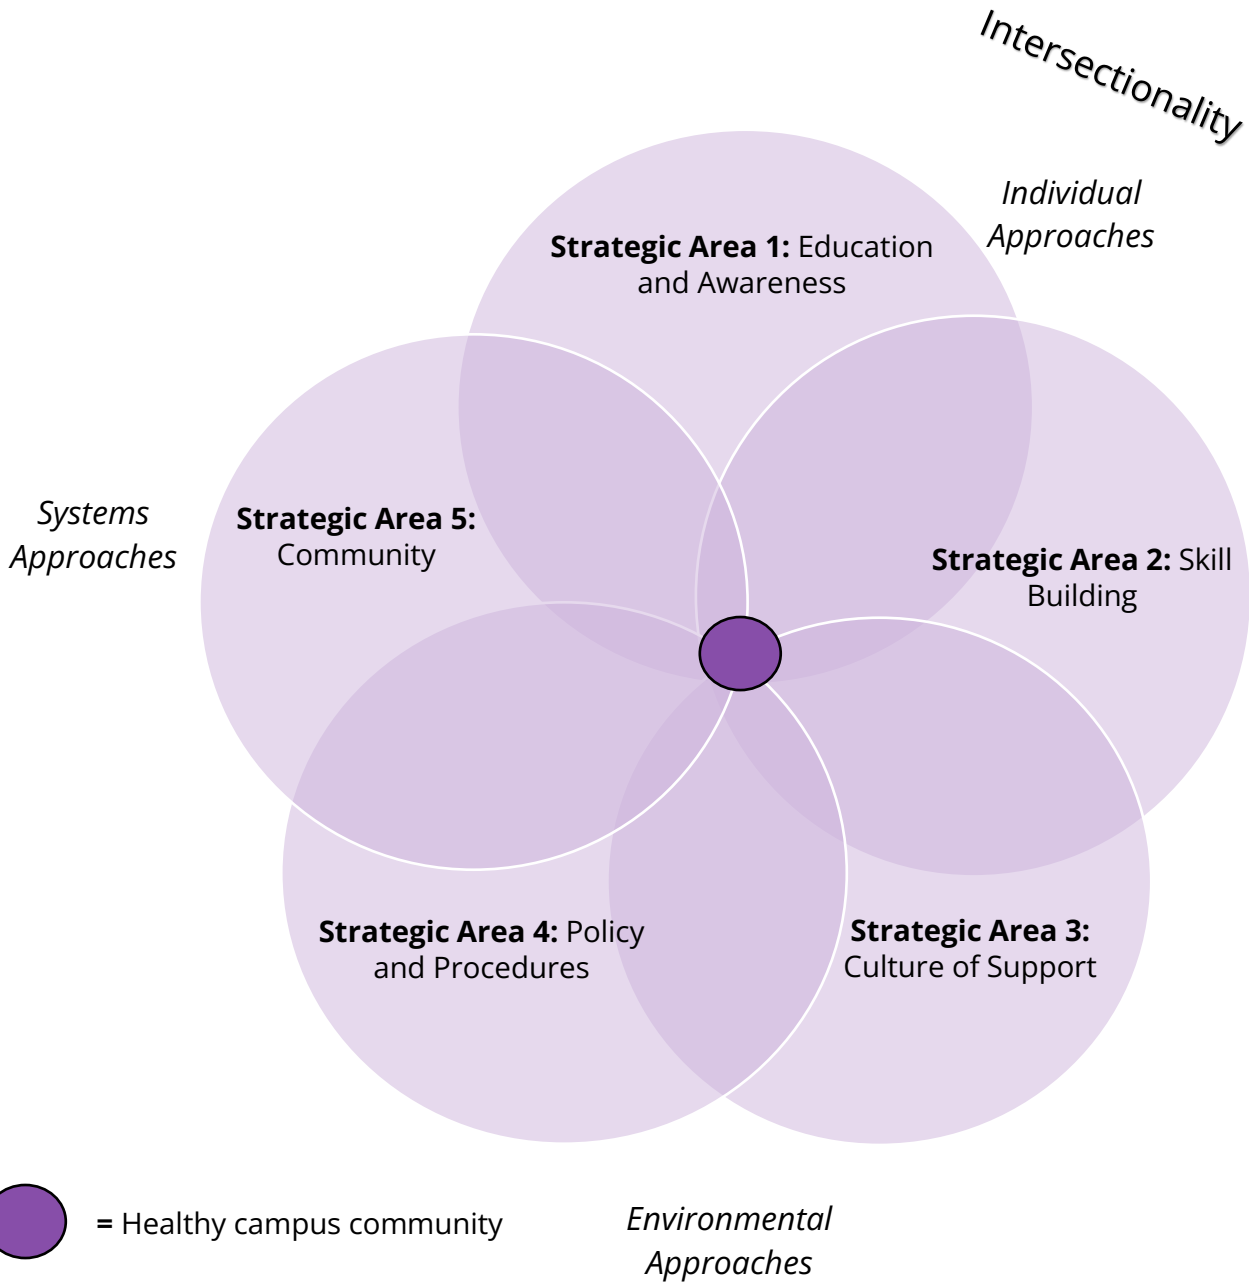 Intersectionality
Individual
Approaches
Strategic Area 1: Education
and Awareness
Systems
Approaches
Strategic Area 5:
Community
Strategic Area 2: Skill
Building
Strategic Area 4: Policy
and Procedures
Strategic Area 3:
Culture of Support
= Healthy campus community
Environmental
Approaches